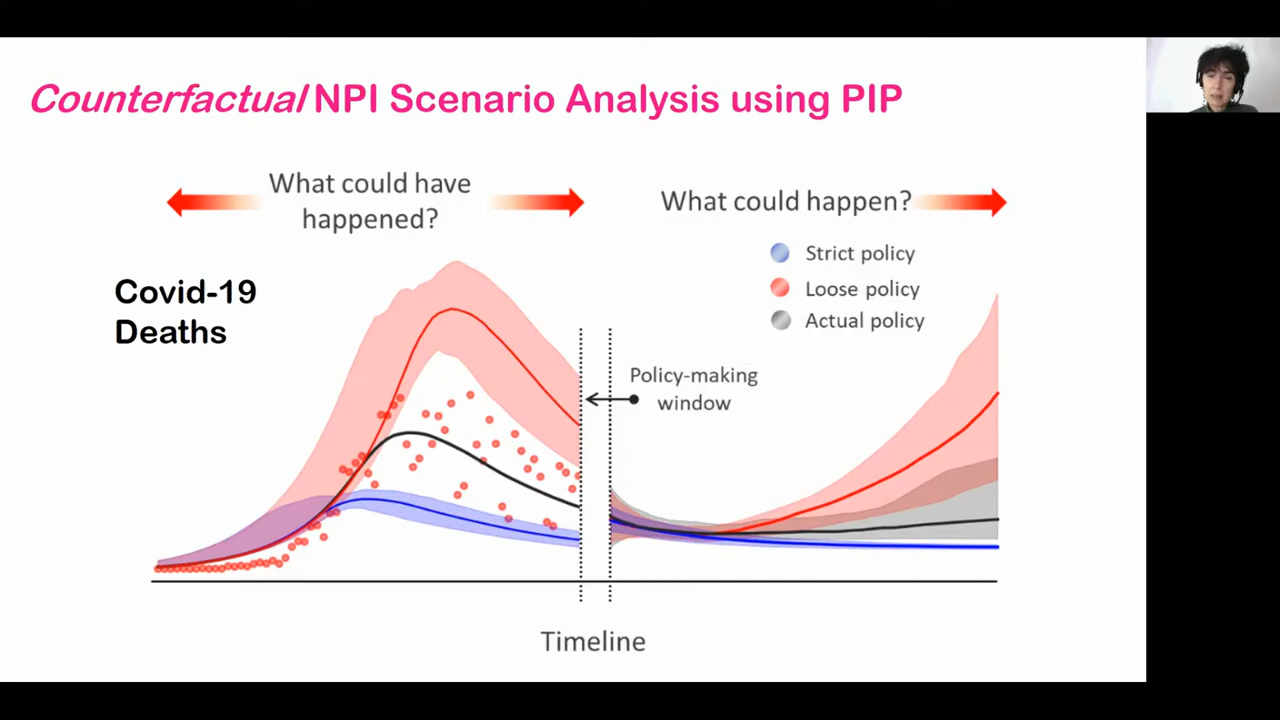 Counterfactual NPI Scenario Analysis using PIP
What could have
happened?
What could happen?
Strict policy
Loose policy
Actual policy
Covid-19
Deaths
Policy-making
window
Timeline